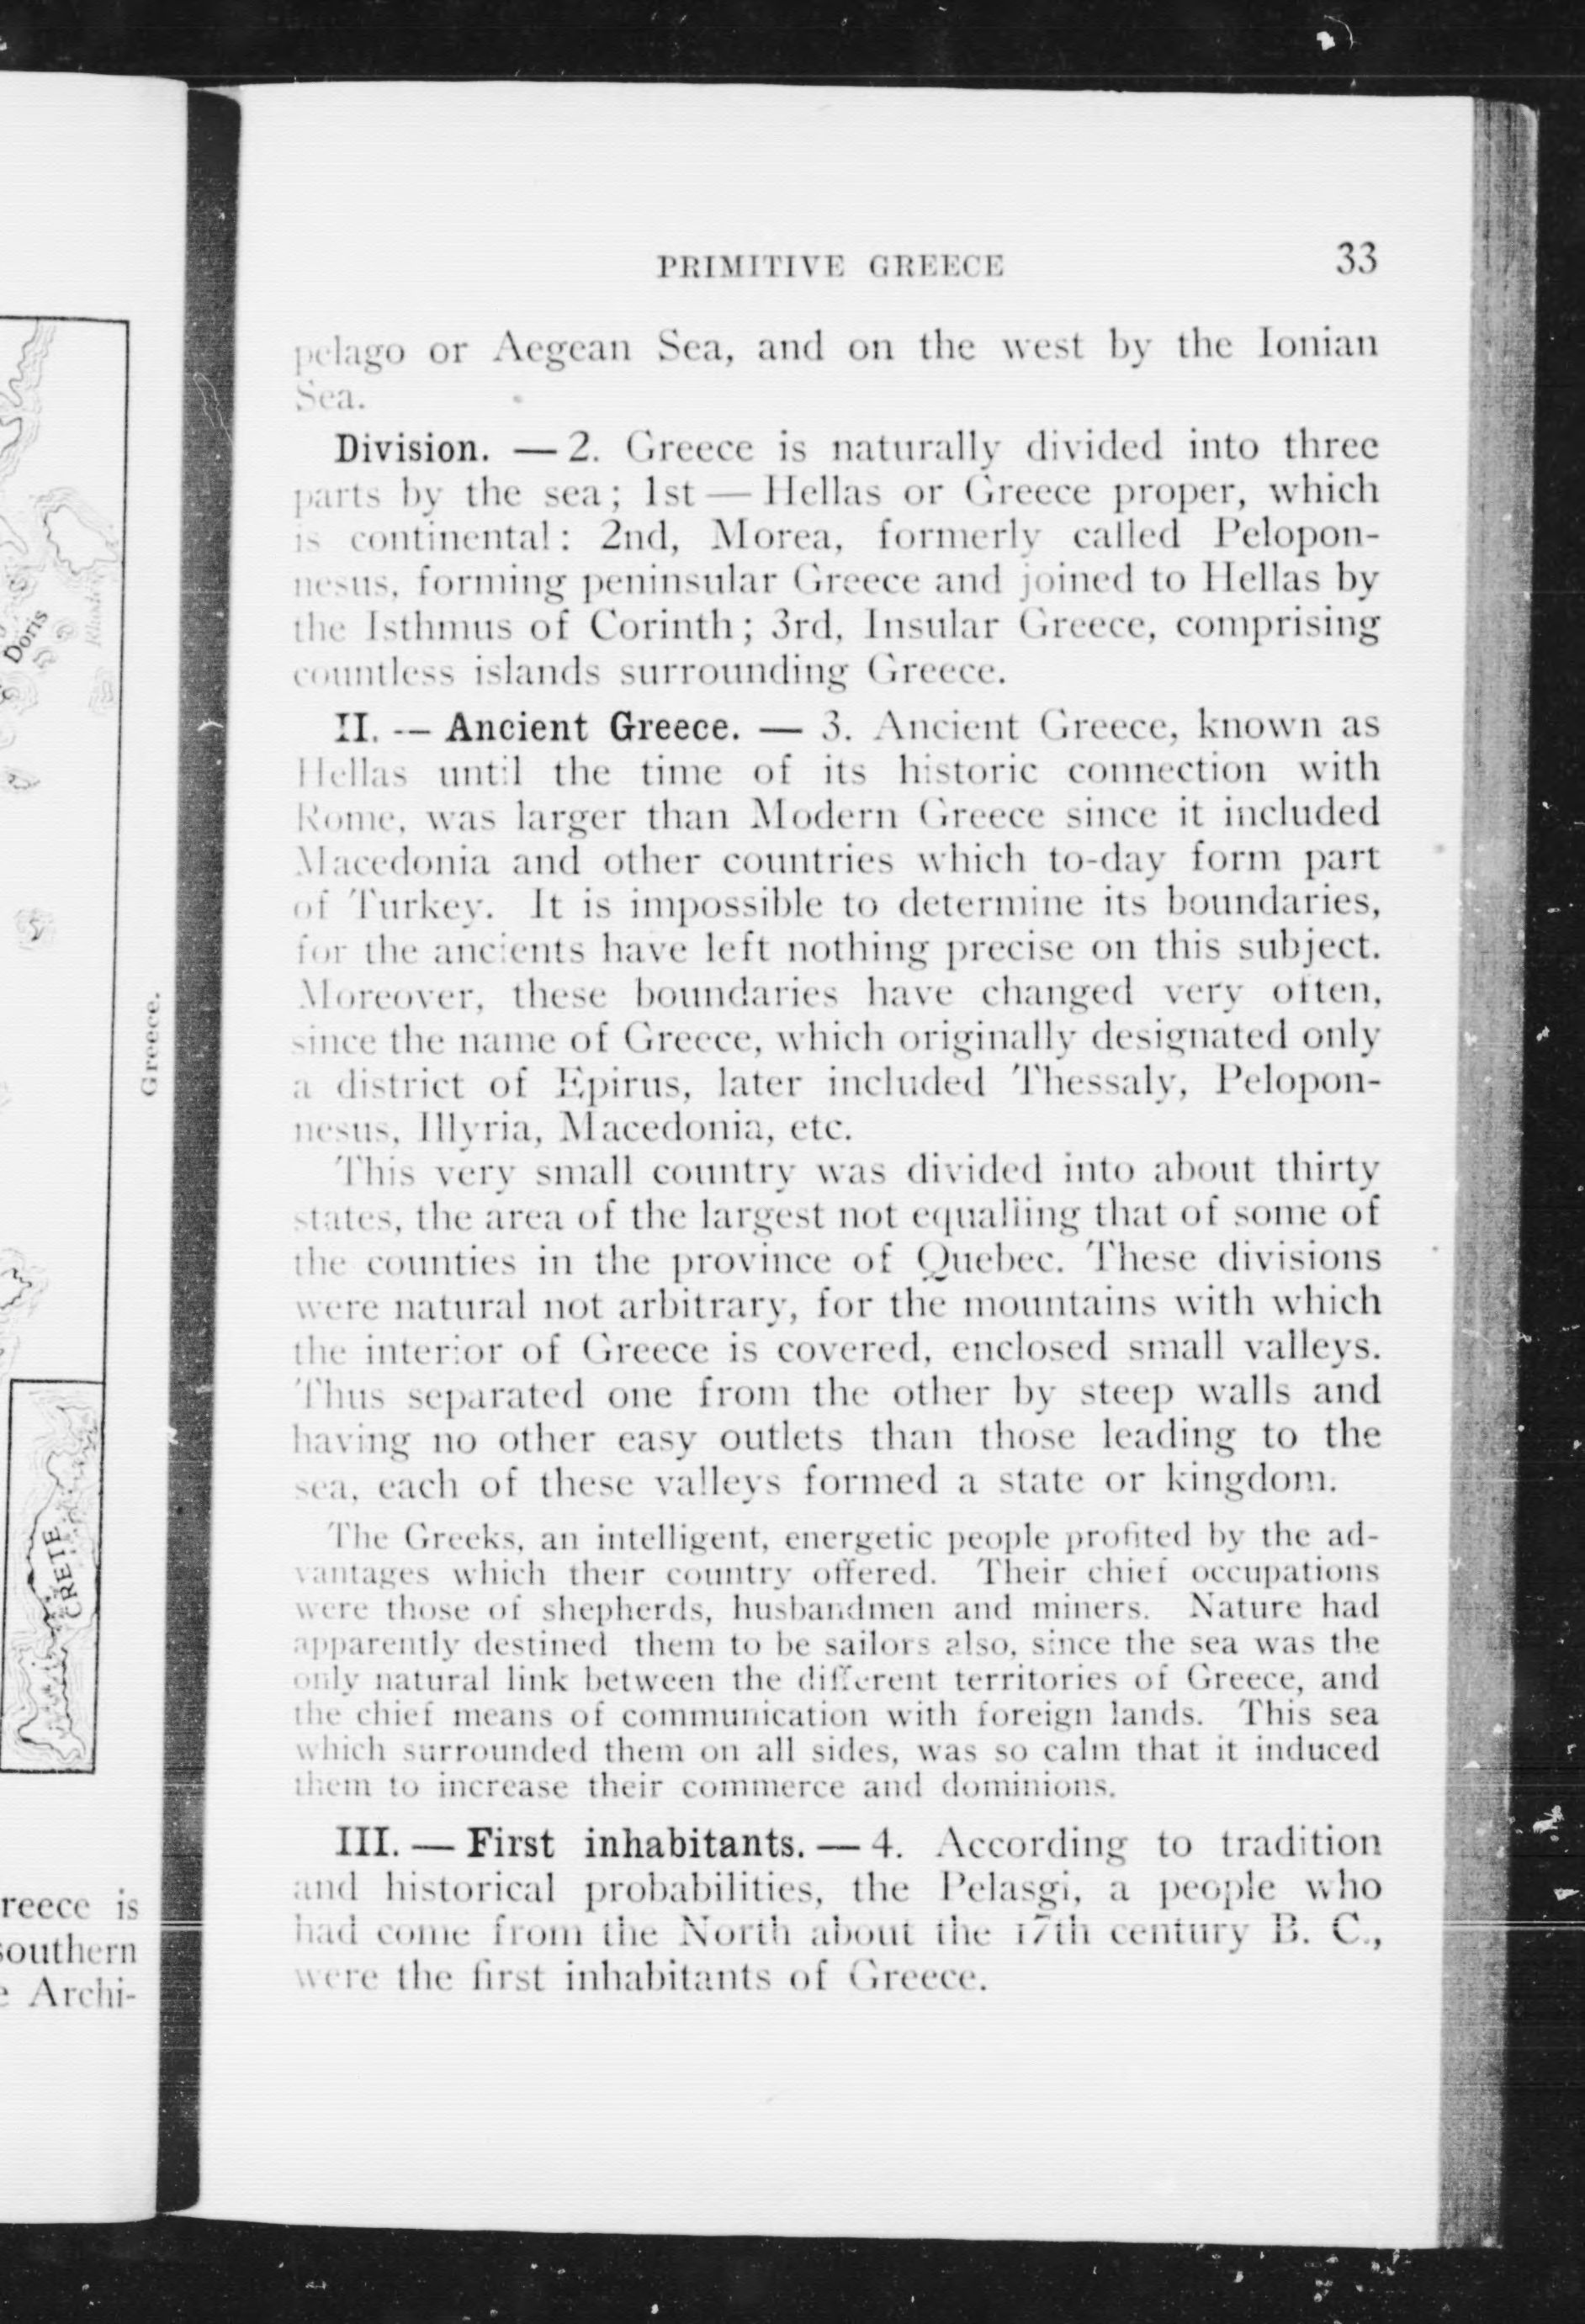 Doris
Greece.
CRETE
reece is
southern
e Archi-
PRIMITIVE GREECE 33
pelago or Aegean Sea, and on the west by the Ionian
Sea.
Division. — 2. Greece is naturally divided into three
parts by the sea; 1st — Hellas or Greece proper, which
is continental: 2nd, Morea, formerly called Pelopon-
nesus, forming peninsular Greece and joined to Hellas by
the Isthmus of Corinth; 3rd, Insular Greece, comprising
countless islands surrounding Greece.
II. — Ancient Greece. — 3. Ancient Greece, known as
Hellas until the time of its historic connection with
Rome, was larger than Modern Greece since it included
Macedonia and other countries which to-day form part
of Turkey. It is impossible to determine its boundaries,
for the ancients have left nothing precise on this subject.
Moreover, these boundaries have changed very often,
since the name of Greece, which originally designated only
a district of Epirus, later included Thessaly, Pelopon-
nesus, Illyria, Macedonia, etc.
This very small country was divided into about thirty
states, the area of the largest not equaliing that of some of
the counties in the province of Quebec. These divisions
were natural not arbitrary, for the mountains with which
the interior of Greece is covered, enclosed small valleys.
Thus separated one from the other by steep walls and
having no other easy outlets than those leading to the
sea, each of these valleys formed a state or kingdom.
The Greeks, an intelligent, energetic people profited by the ad-
vantages which their country offered. Their chief occupations
were those of shepherds, husbandmen and miners. Nature had
apparently destined them to be sailors also, since the sea was the
only natural link between the different territories of Greece, and
the chief means of communication with foreign lands. This sea
which surrounded them on all sides, was so calm that it induced
them to increase their commerce and dominions.
III. — First inhabitants. — 4. According to tradition
and historical probabilities, the Pelasgi, a people who
had come from the North about the 17th century B. C.,
were the first inhabitants of Greece.